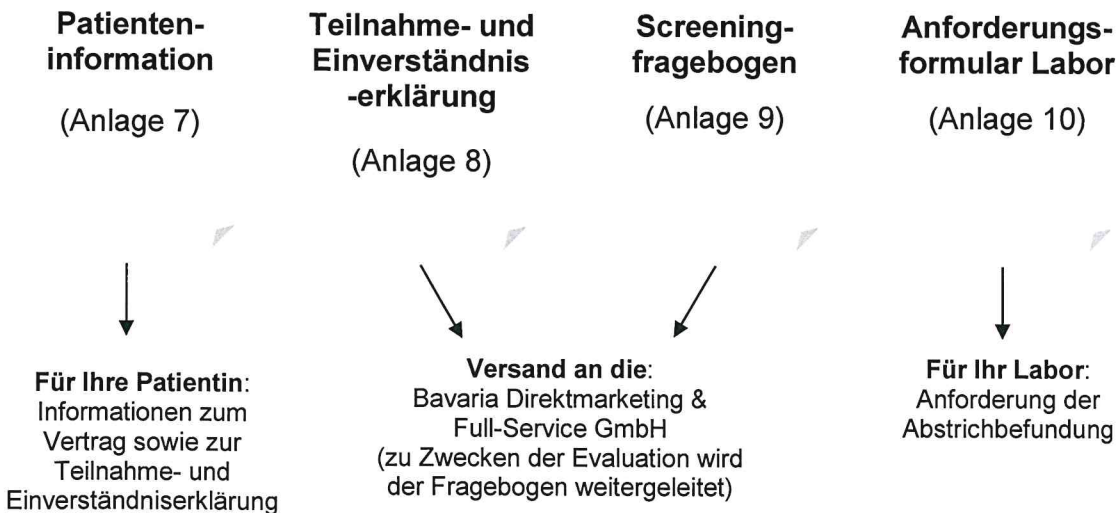 Patienten-
information
(Anlage 7)
Teilnahme- und
Einverständnis
-erklärung
(Anlage 8)
Screening-
fragebogen
(Anlage 9)
Anforderungs-
formular Labor
(Anlage 10)
Für Ihre Patientin:
Informationen zum
Vertrag sowie zur
Teilnahme- und
Einverständniserklärung
Versand an die:
Bavaria Direktmarketing &
Full-Service GmbH
(zu Zwecken der Evaluation wird
der Fragebogen weitergeleitet)
Für Ihr Labor:
Anforderung der
Abstrichbefundung